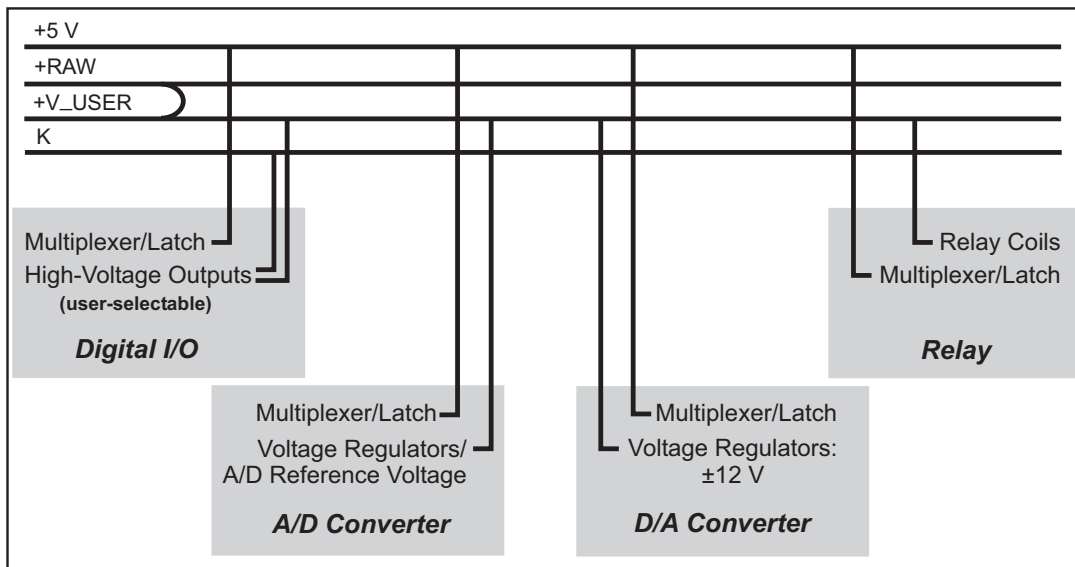 +5 V
+RAW
+V_USER
K
Multiplexer/Latch
High-Voltage Outputs
(user-selectable)
Digital I/O
Relay Coils
Multiplexer/Latch
Relay
Multiplexer/Latch
Voltage Regulators/
A/D Reference Voltage
A/D Converter
Multiplexer/Latch
Voltage Regulators:
±12 V
D/A Converter